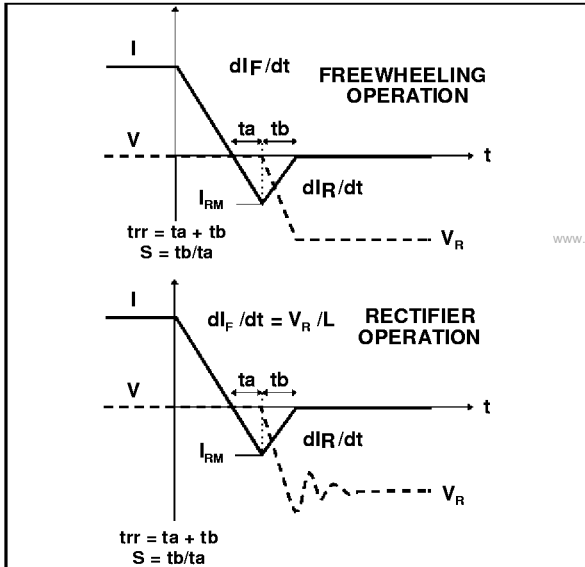 I
dIF/dt
FREEWHEELING
OPERATION
ta tb
V
t
IRM
dIR/dt
trr = ta + tb
S = tb/ta
VR
www.
I
dIF /dt = VR /L
RECTIFIER
OPERATION
ta tb
V
t
IRM
dIR/dt
VR
trr = ta + tb
S = tb/ta